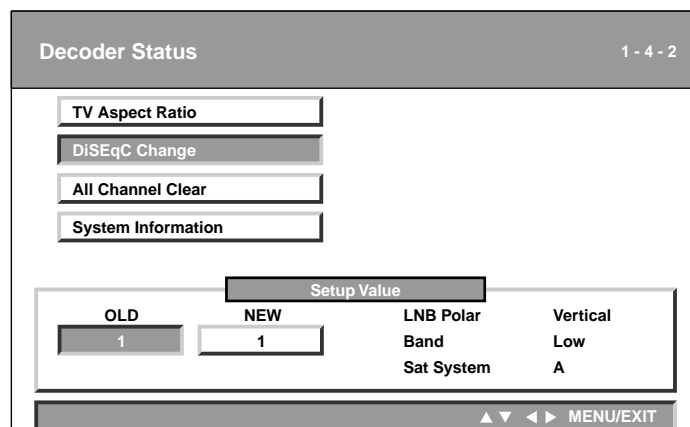 Decoder Status 1 - 4 - 2
TV Aspect Ratio
DiSEqC Change
All Channel Clear
System Information
Setup Value
OLD NEW LNB Polar Vertical
1 1 Band Low
Sat System A
▲ ▼ ◀ ▶ MENU/EXIT